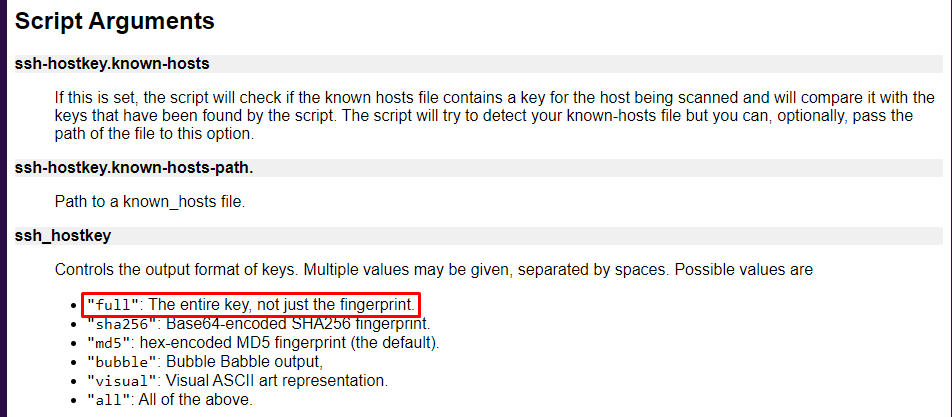 Script Arguments
ssh-hostkey.known-hosts
If this is set, the script will check if the known hosts file contains a key for the host being scanned and will compare it with the
keys that have been found by the script. The script will try to detect your known-hosts file but you can, optionally, pass the
path of the file to this option.
ssh-hostkey.known-hosts-path.
Path to a known_hosts file.
ssh_hostkey
Controls the output format of keys. Multiple values may be given, separated by spaces. Possible values are
• "full": The entire key, not just the fingerprint.
• "sha256": Base64-encoded SHA256 fingerprint.
• "md5": hex-encoded MD5 fingerprint (the default).
• "bubble": Bubble Babble output,
• "visual": Visual ASCII art representation.
• "all": All of the above.